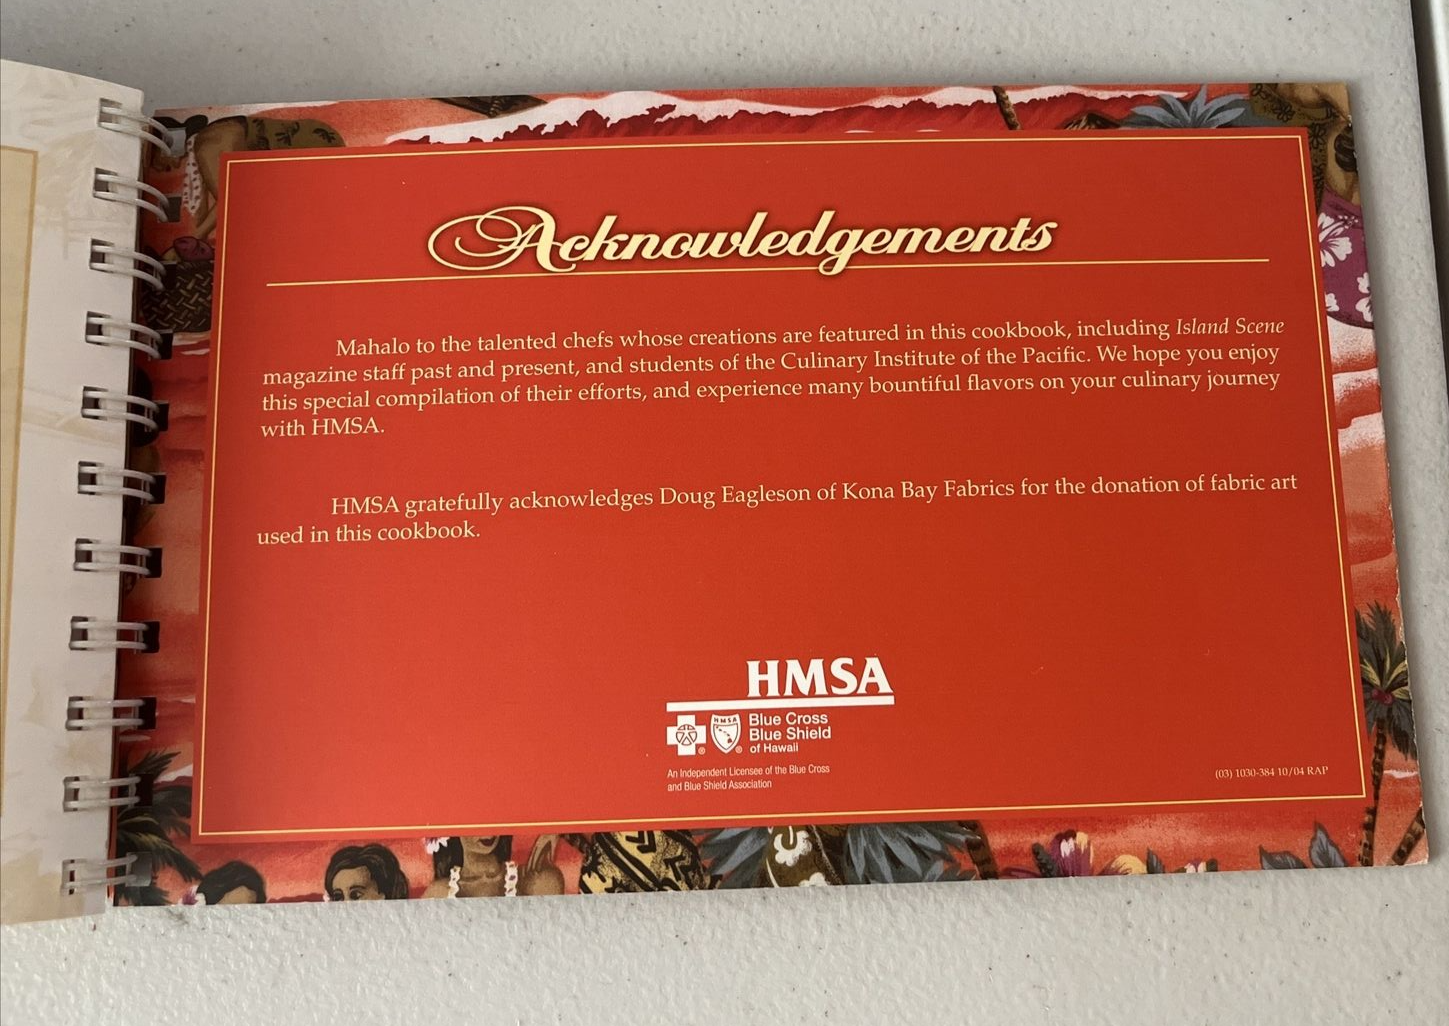 Acknowledgements
Mahalo to the talented chefs whose creations are featured in this cookbook, including Island Scene
magazine staff past and present, and students of the Culinary Institute of the Pacific. We hope you enjoy
this special compilation of their efforts, and experience many bountiful flavors on your culinary journey
with HMSA.
HMSA gratefully acknowledges Doug Eagleson of Kona Bay Fabrics for the donation of fabric art
used in this cookbook.
HMSA
HMSA
Blue Cross
Blue Shield
of Hawaii
An Independent Licensee of the Blue Cross
and Blue Shield Association
(03) 1030-384 10/04 RAP